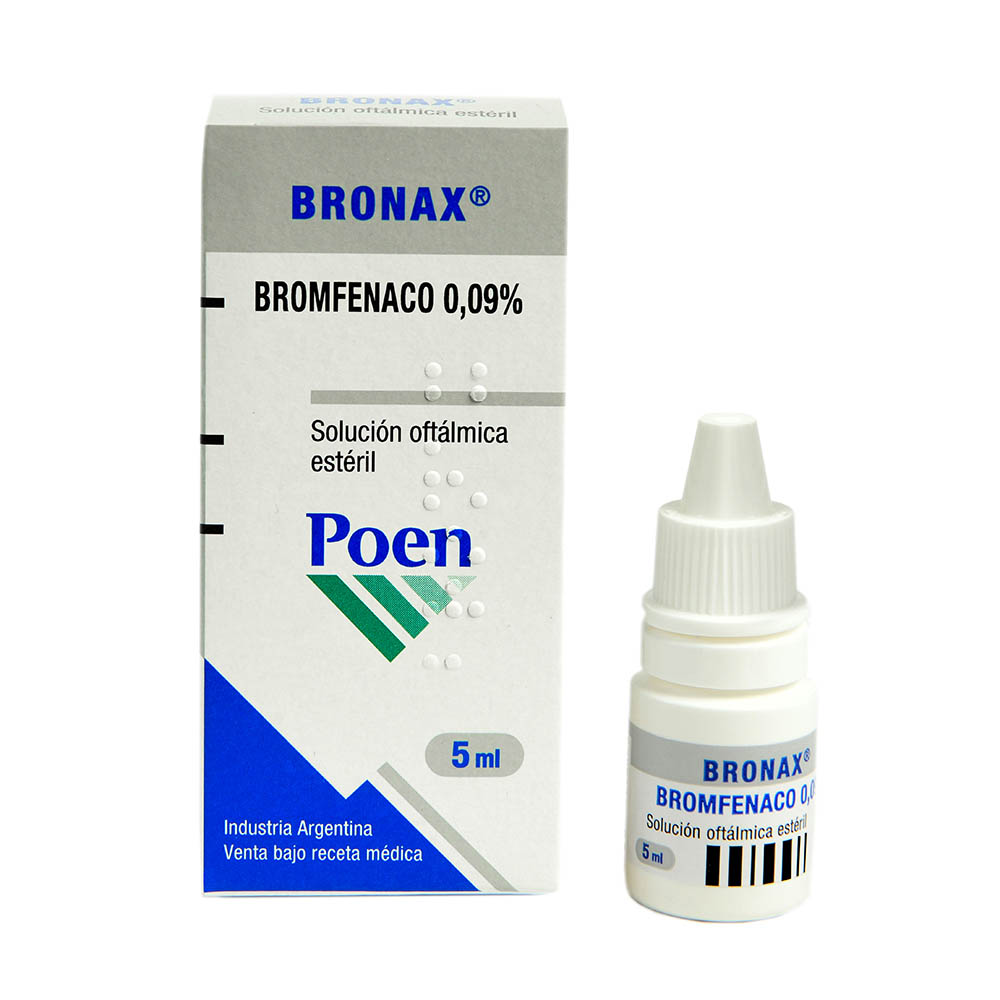 BRONAX®
Solución oftálmica estéril
BRONAX®
BROMFENACO 0,09%
Solución oftálmica
estéril
Poen
5 ml
Industria Argentina
Venta bajo receta médica
BRONAX®
BROMFENACO 0,0
Solución oftálmica estéril
5 ml